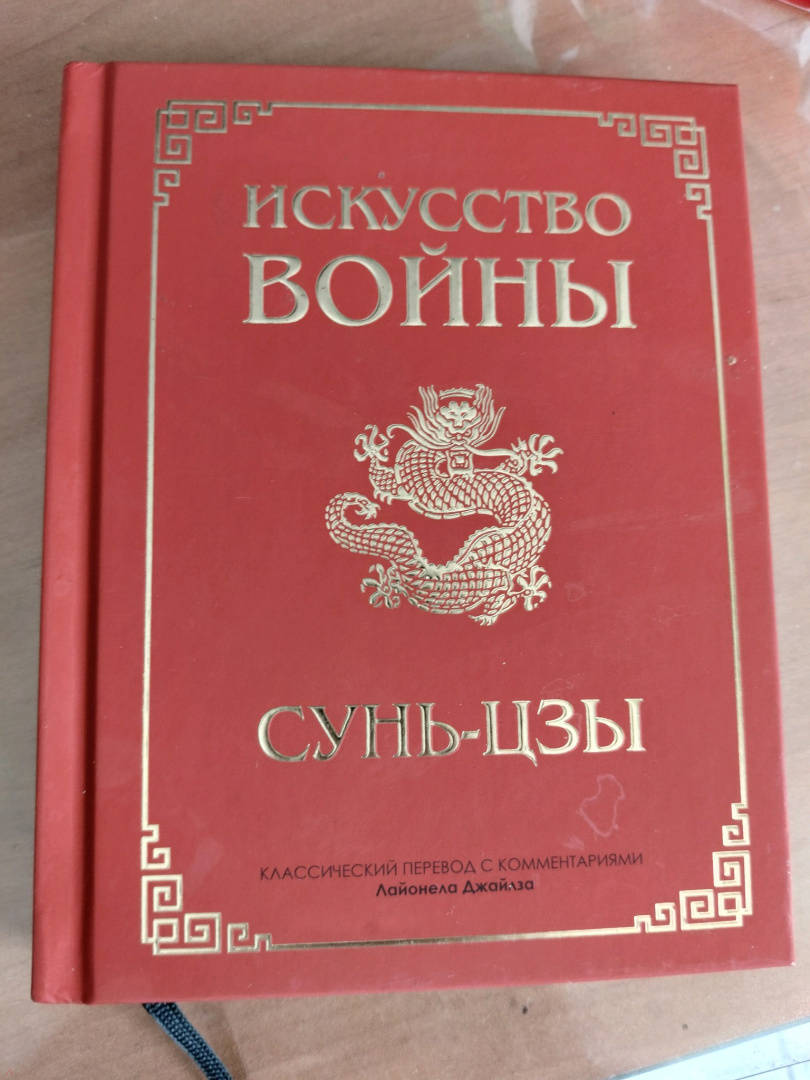 ИСКУССТВО
ВОЙНЫ
СУНЬ-ЦЗЫ
КЛАССИЧЕСКИЙ ПЕРЕВОД С КОММЕНТАРИЯМИ
Лайонела Джайлза